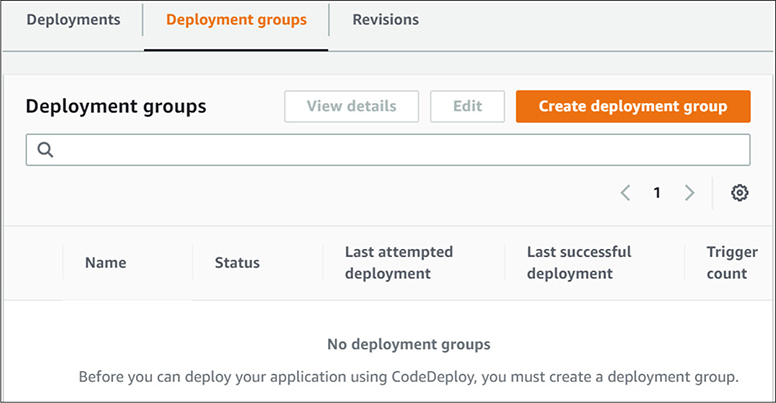 Deployments
Deployment groups
Revisions
Deployment groups
View details
Edit
Create deployment group
1
Name
Status
Last attempted
deployment
Last successful
deployment
Trigger
count
No deployment groups
Before you can deploy your application using CodeDeploy, you must create a deployment group.